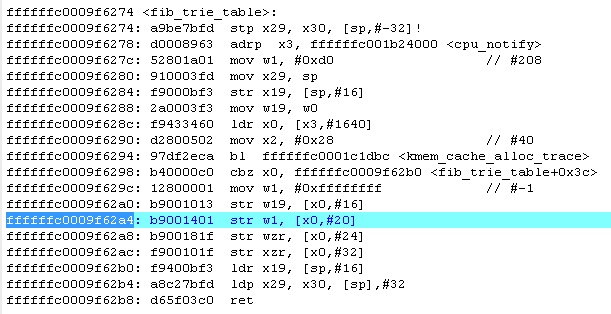 ffffffc0009f6274 <fib_trie_table>:
ffffffc0009f6274: a9be7bfd stp x29, x30, [sp,#-32]!
ffffffc0009f6278: d0008963 adrp x3, ffffffc001b24000 <cpu_notify>
ffffffc0009f627c: 52801a01 mov w1, #0xd0 // #208
ffffffc0009f6280: 910003fd mov x29, sp
ffffffc0009f6284: f9000bf3 str x19, [sp,#16]
ffffffc0009f6288: 2a0003f3 mov w19, w0
ffffffc0009f628c: f9433460 ldr x0, [x3,#1640]
ffffffc0009f6290: d2800502 mov x2, #0x28 // #40
ffffffc0009f6294: 97df2eca bl ffffffc0001c1dbc <kmem_cache_alloc_trace>
ffffffc0009f6298: b40000c0 cbz x0, ffffffc0009f62b0 <fib_trie_table+0x3c>
ffffffc0009f629c: 12800001 mov w1, #0xffffffff // #-1
ffffffc0009f62a0: b9001013 str w19, [x0,#16]
ffffffc0009f62a4: b9001401 str w1, [x0,#20]
ffffffc0009f62a8: b900181f str wzr, [x0,#24]
ffffffc0009f62ac: f900101f str xzr, [x0,#32]
ffffffc0009f62b0: f9400bf3 ldr x19, [sp,#16]
ffffffc0009f62b4: a8c27bfd ldp x29, x30, [sp],#32
ffffffc0009f62b8: d65f03c0 ret